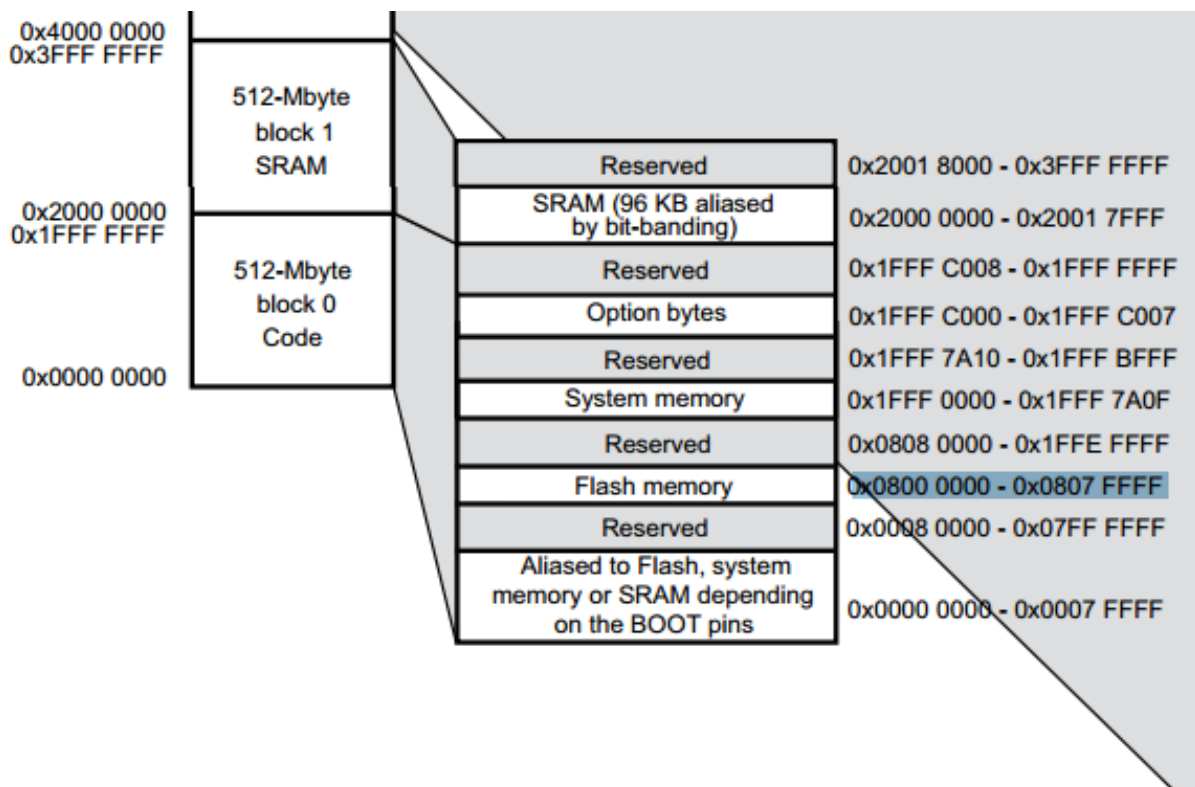 0x4000 0000
0x3FFF FFFF
512-Mbyte
block 1
SRAM
0x2000 0000
0x1FFF FFFF
512-Mbyte
block 0
Code
0x0000 0000
Reserved
0x2001 8000 - 0x3FFF FFFF
SRAM (96 KB aliased
by bit-banding)
0x2000 0000 - 0x2001 7FFF
Reserved
0x1FFF C008 - 0x1FFF FFFF
Option bytes
0x1FFF C000 - 0x1FFF C007
Reserved
0x1FFF 7A10 - 0x1FFF BFFF
System memory
0x1FFF 0000 - 0x1FFF 7A0F
Reserved
0x0808 0000 - 0x1FFE FFFF
Flash memory
0x0800 0000 - 0x0807 FFFF
Reserved
0x0008 0000 - 0x07FF FFFF
Aliased to Flash, system
memory or SRAM depending
on the BOOT pins
0x0000 0000 - 0x0007 FFFF